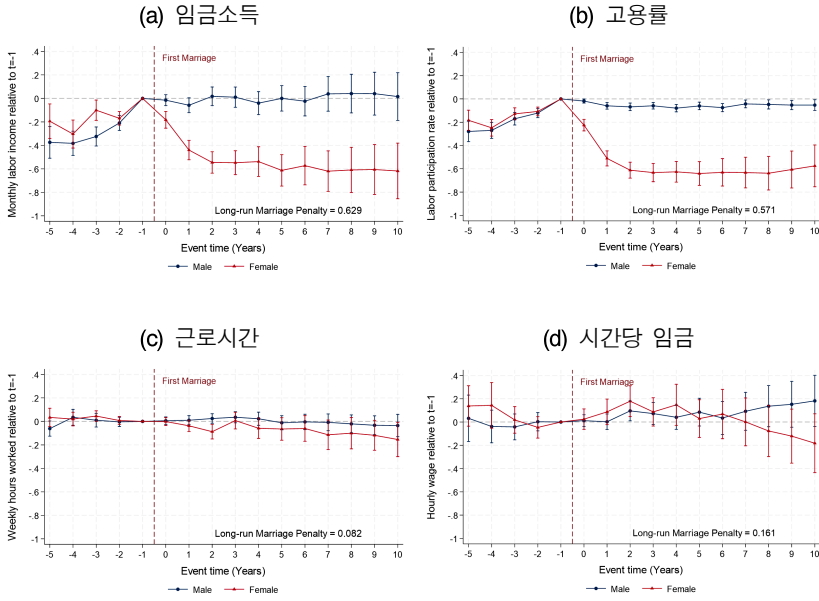 (a) 임금소득
Monthly labor income relative to t=-1
.4
.2
0
-.2
-.4
-.6
-.8
-1
First Marriage
Long-run Marriage Penalty = 0.629
-5 -4 -3 -2 -1 0 1 2 3 4 5 6 7 8 9 10
Event time (Years)
Male Female
(b) 고용률
Labor participation rate relative to t=-1
.4
.2
0
-.2
-.4
-.6
-.8
-1
First Marriage
Long-run Marriage Penalty = 0.571
-5 -4 -3 -2 -1 0 1 2 3 4 5 6 7 8 9 10
Event time (Years)
Male Female
(c) 근로시간
Weekly hours worked relative to t=-1
.4
.2
0
-.2
-.4
-.6
-.8
-1
First Marriage
Long-run Marriage Penalty = 0.082
-5 -4 -3 -2 -1 0 1 2 3 4 5 6 7 8 9 10
Event time (Years)
Male Female
(d) 시간당 임금
Hourly wage relative to t=-1
.4
.2
0
-.2
-.4
-.6
-.8
-1
First Marriage
Long-run Marriage Penalty = 0.161
-5 -4 -3 -2 -1 0 1 2 3 4 5 6 7 8 9 10
Event time (Years)
Male Female